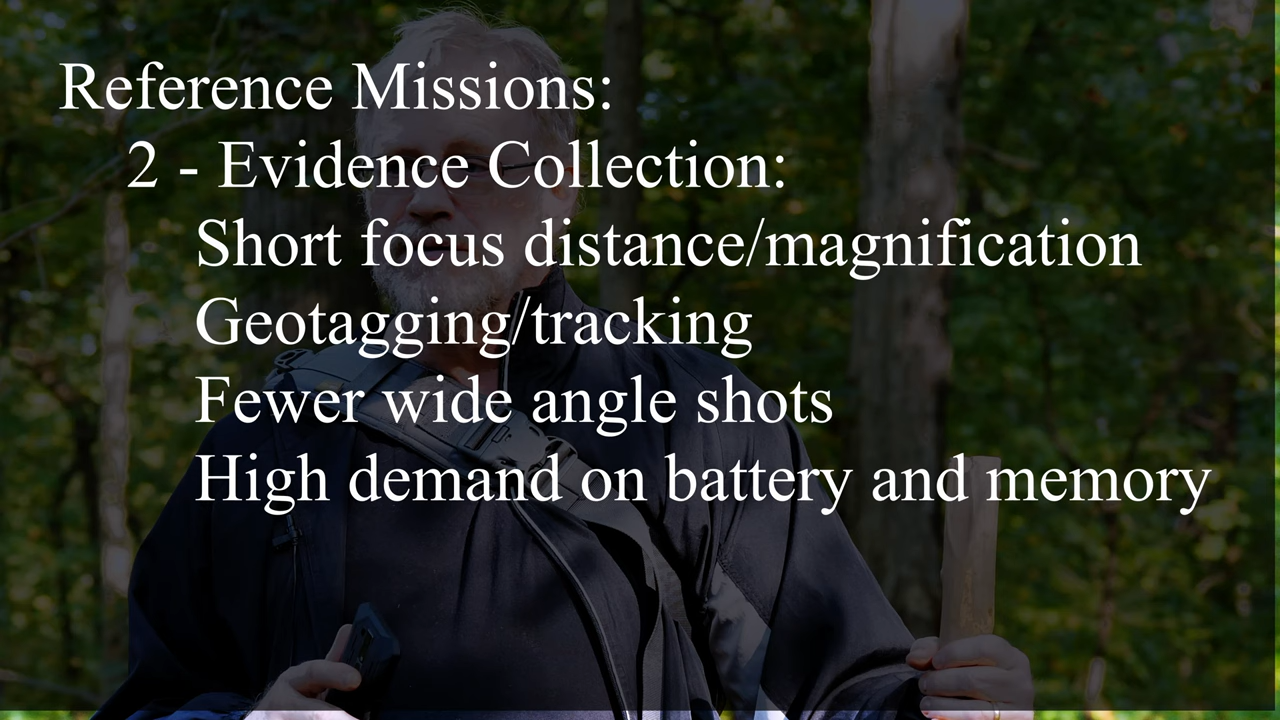 Reference Missions:
2 - Evidence Collection:
Short focus distance/magnification
Geotagging/tracking
Fewer wide angle shots
High demand on battery and memory